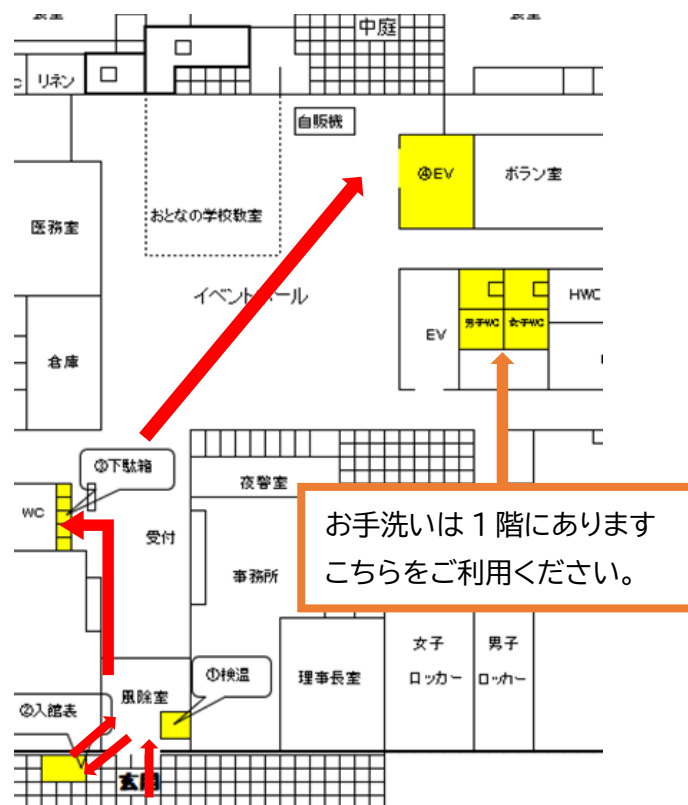 中庭
リネン
自販機
④EV
ボラン室
医務室
おとなの学校教室
イベントホール
HWC
男子WC
女子WC
EV
倉庫
③下駄箱
夜警室
WC
受付
お手洗いは1階にあります
こちらをご利用ください。
事務所
女子
ロッカー
男子
ロッカー
理事長室
①検温
風除室
②入館表
玄関